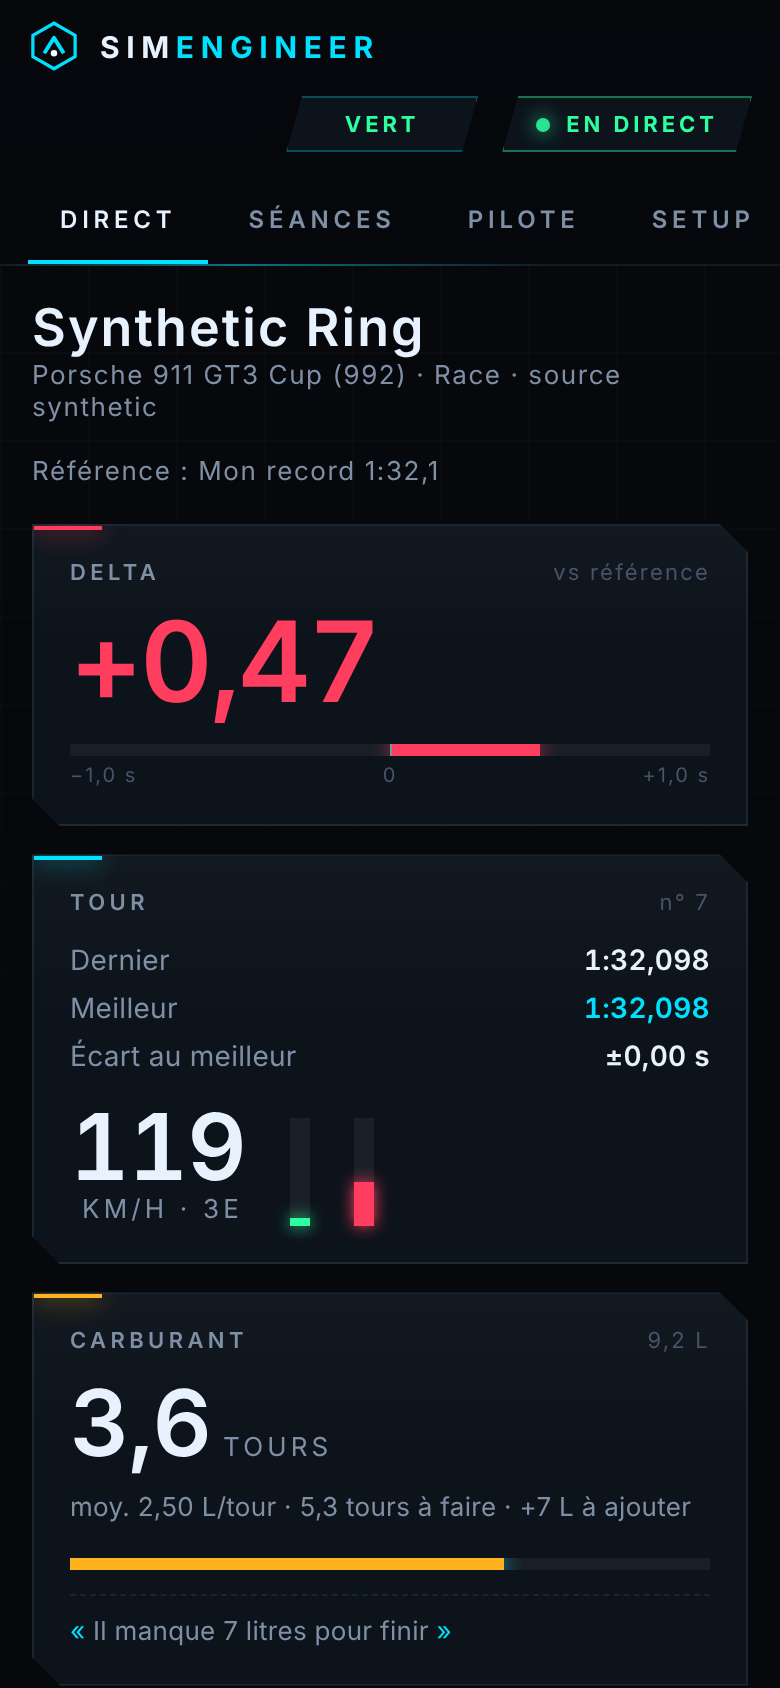 SIMENGINEER
VERT
EN DIRECT
DIRECT SÉANCES PILOTE SETUP
Synthetic Ring
Porsche 911 GT3 Cup (992) · Race · source
synthetic
Référence : Mon record 1:32,1
DELTA vs référence
+0,47
−1,0 s 0 +1,0 s
TOUR n° 7
Dernier 1:32,098
Meilleur 1:32,098
Écart au meilleur ±0,00 s
119
KM/H · 3E
CARBURANT 9,2 L
3,6 TOURS
moy. 2,50 L/tour · 5,3 tours à faire · +7 L à ajouter
« Il manque 7 litres pour finir »